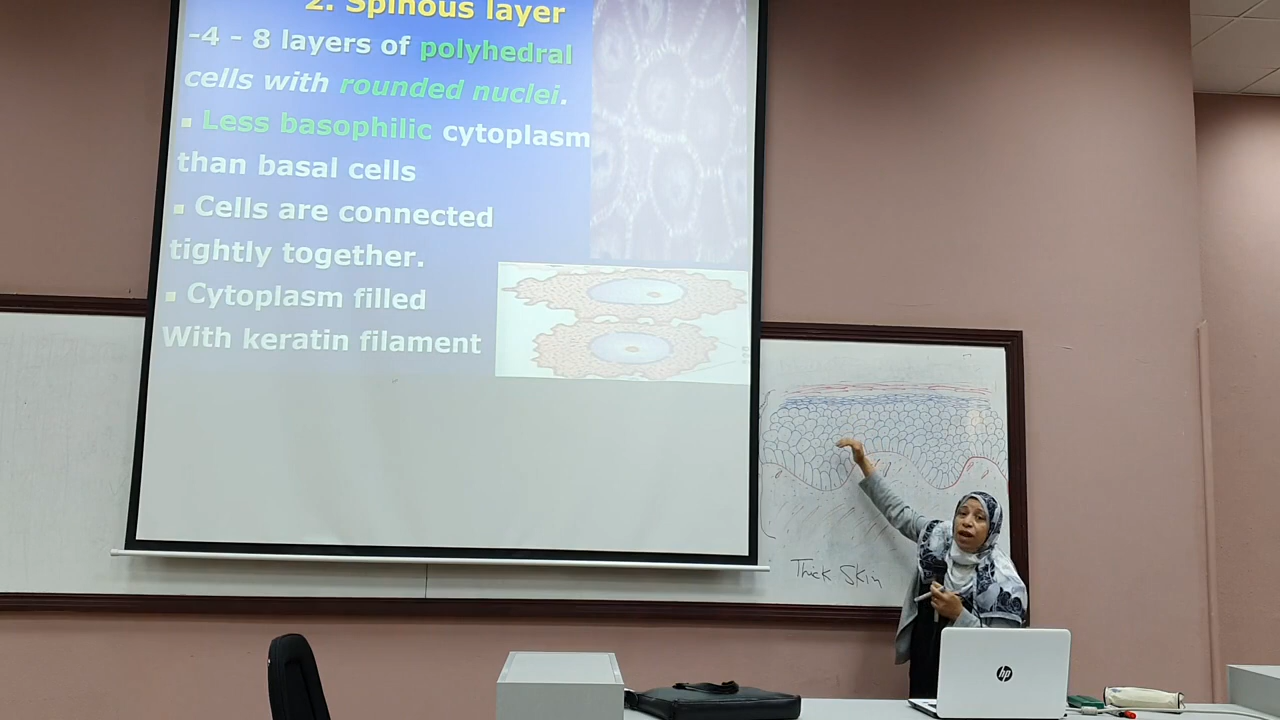 2. Spinous layer
-4 - 8 layers of polyhedral
cells with rounded nuclei.
▪ Less basophilic cytoplasm
than basal cells
▪ Cells are connected
tightly together.
▪ Cytoplasm filled
With keratin filament
Thick Skin
hp